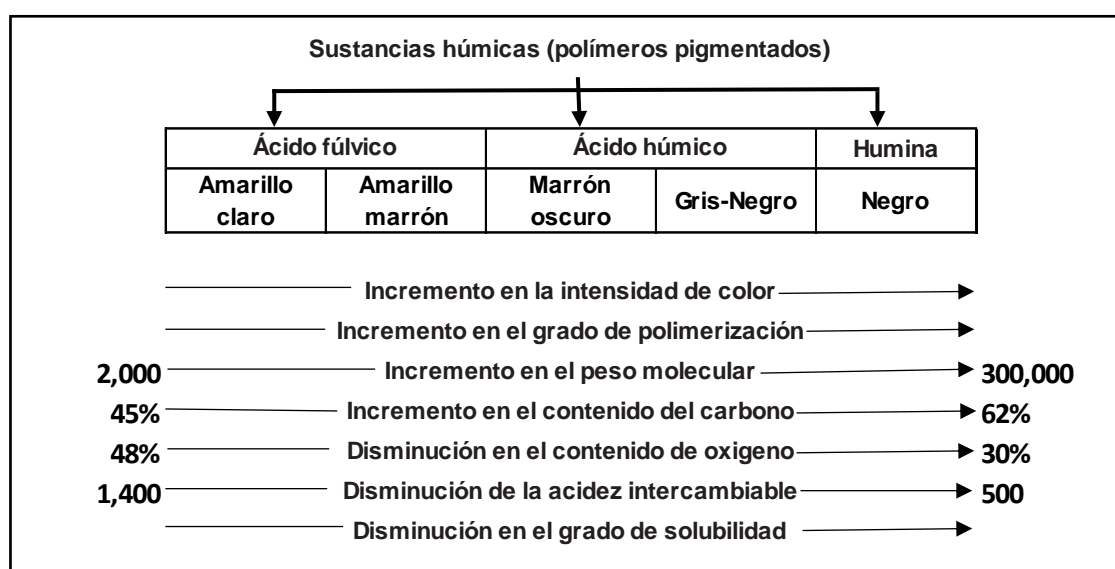 Sustancias húmicas (polímeros pigmentados)
Ácido fúlvico Ácido húmico Humina
Amarillo claro Amarillo marrón Marrón oscuro Gris-Negro Negro
Incremento en la intensidad de color
Incremento en el grado de polimerización
2,000 Incremento en el peso molecular 300,000
45% Incremento en el contenido del carbono 62%
48% Disminución en el contenido de oxigeno 30%
1,400 Disminución de la acidez intercambiable 500
Disminución en el grado de solubilidad